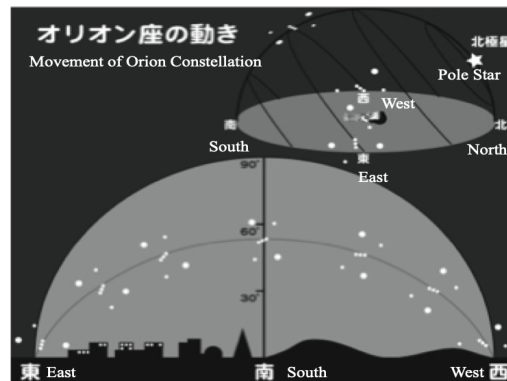 オリオン座の動き
Movement of Orion Constellation
北極星
Pole Star
西
West
南
北
South
North
東
East
90°
60°
30°
東 East
南 South
West 西